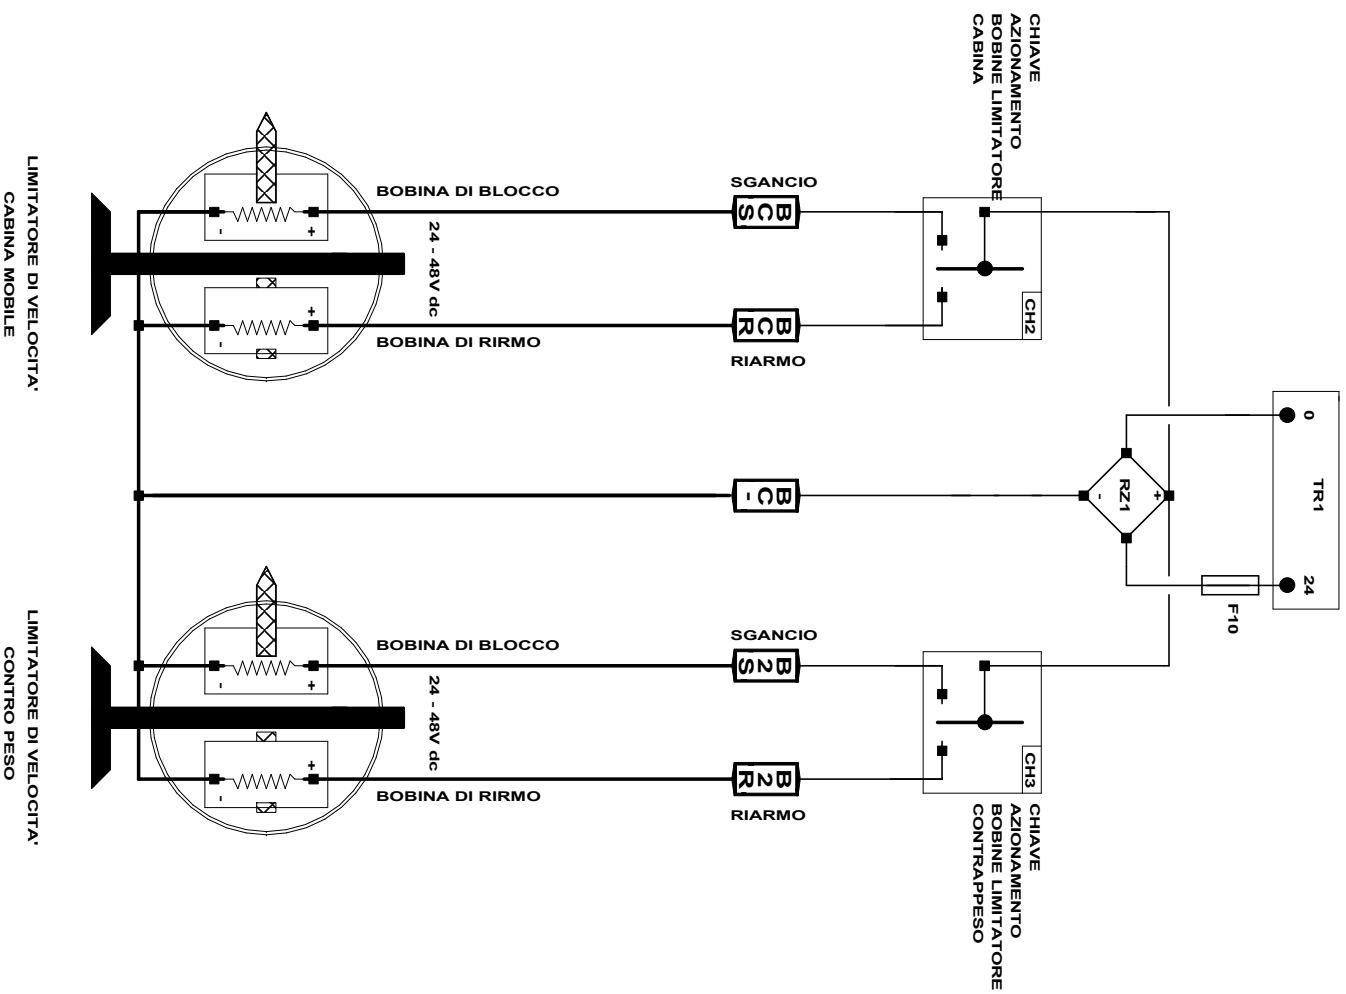 CHIAVE
AZIONAMENTO
BOBINE LIMITATORE
CABINA
SGANCIO
BCS
BOBINA DI BLOCCO
24 - 48V dc
- +
CH2
BCR
RIARMO
BOBINA DI RIRMO
- +
LIMITATORE DI VELOCITA'
CABINA MOBILE
0
TR1
24
F10
RZ1
- +
BC-
SGANCIO
B2S
BOBINA DI BLOCCO
24 - 48V dc
- +
CH3
B2R
RIARMO
BOBINA DI RIRMO
- +
LIMITATORE DI VELOCITA'
CONTRO PESO
CHIAVE
AZIONAMENTO
BOBINE LIMITATORE
CONTRAPPESO